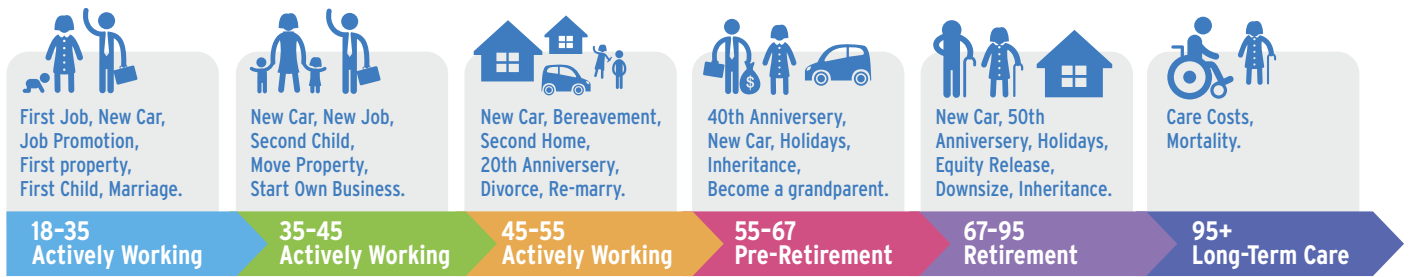 First Job, New Car,
Job Promotion,
First property,
First Child, Marriage.
18-35
Actively Working
New Car, New Job,
Second Child,
Move Property,
Start Own Business.
35-45
Actively Working
New Car, Bereavement,
Second Home,
20th Anniversery,
Divorce, Re-marry.
45-55
Actively Working
$
40th Anniversery,
New Car, Holidays,
Inheritance,
Become a grandparent.
55-67
Pre-Retirement
New Car, 50th
Anniversery, Holidays,
Equity Release,
Downsize, Inheritance.
67-95
Retirement
Care Costs,
Mortality.
95+
Long-Term Care